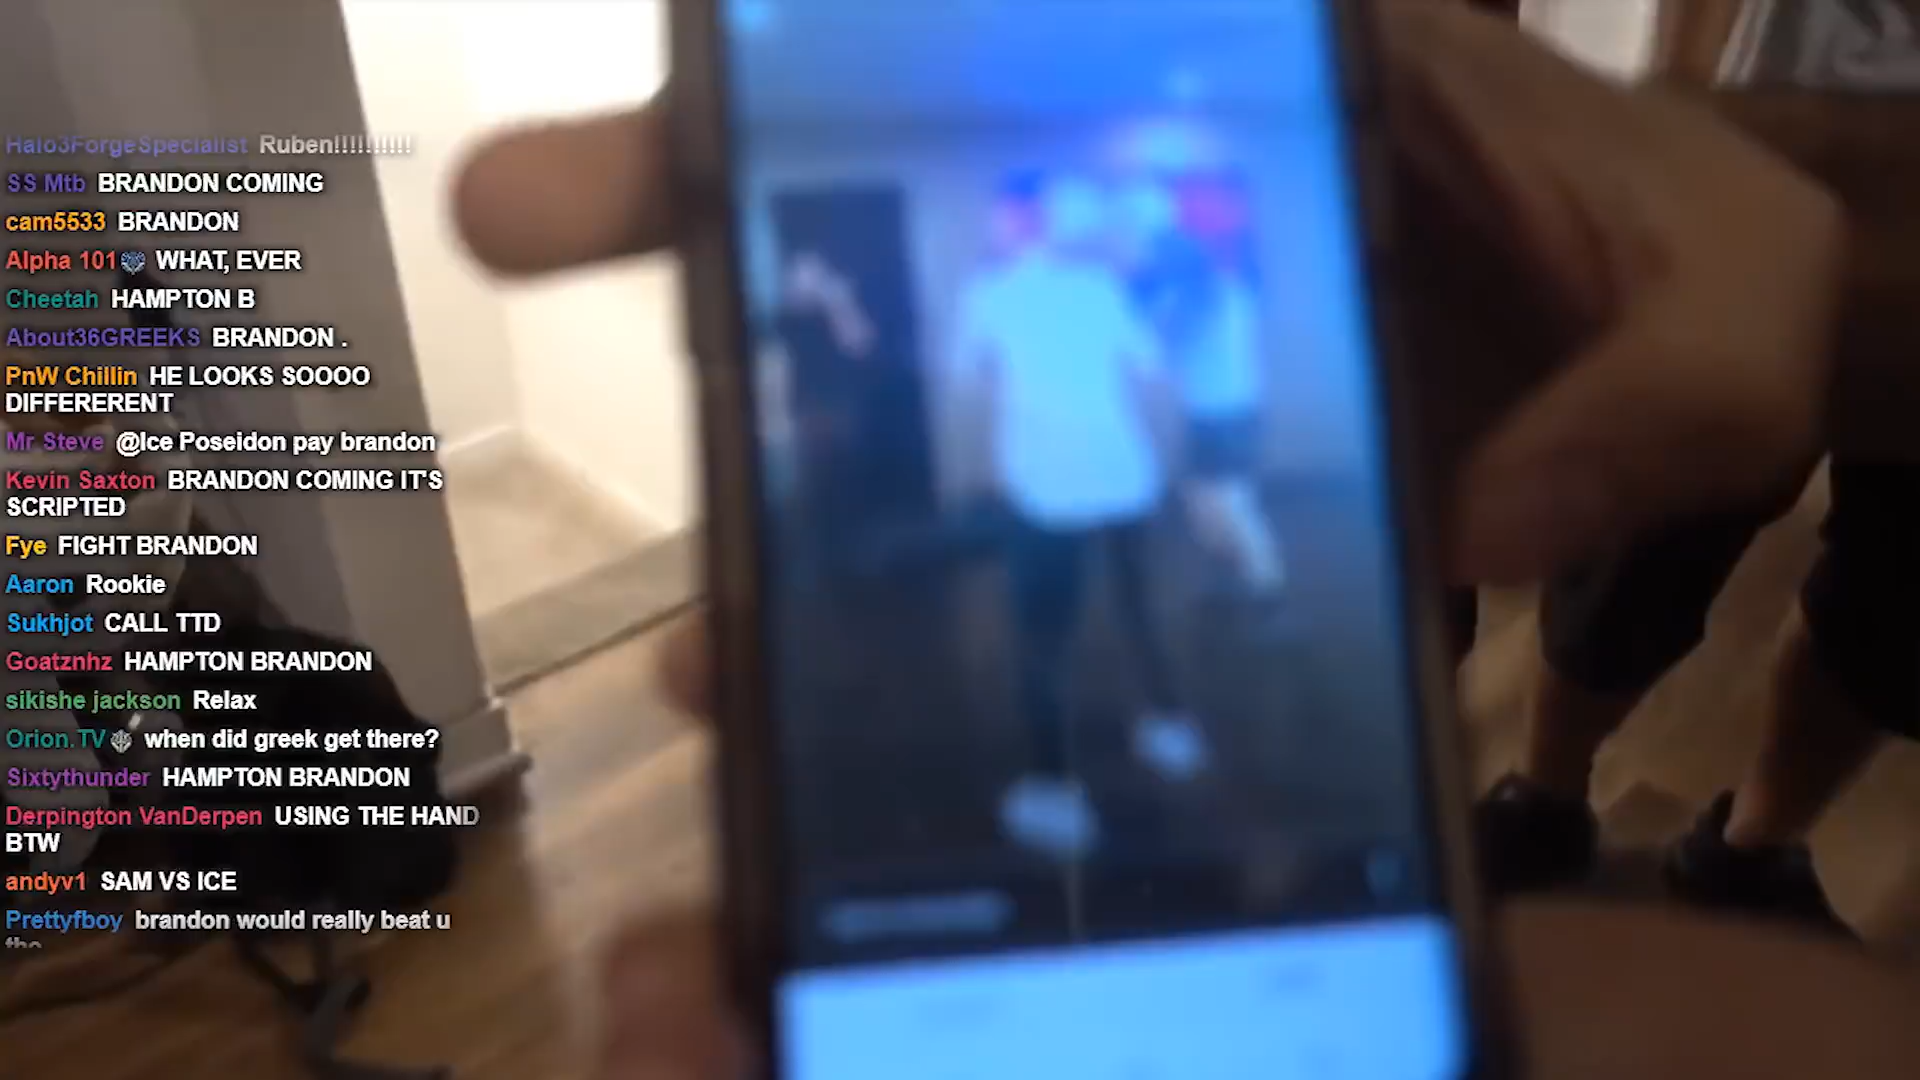 Halo3ForgeSpecialist Ruben!!!!!!!!!!
SS Mtb BRANDON COMING
cam5533 BRANDON
Alpha 101 WHAT, EVER
Cheetah HAMPTON B
About36GREEKS BRANDON .
PnW Chillin HE LOOKS SOOOO
DIFFERERENT
Mr Steve @Ice Poseidon pay brandon
Kevin Saxton BRANDON COMING IT'S
SCRIPTED
Fye FIGHT BRANDON
Aaron Rookie
Sukhjot CALL TTD
Goatznhz HAMPTON BRANDON
sikishe jackson Relax
Orion.TV when did greek get there?
Sixtythunder HAMPTON BRANDON
Derpington VanDerpen USING THE HAND
BTW
andyv1 SAM VS ICE
Prettyfboy brandon would really beat u